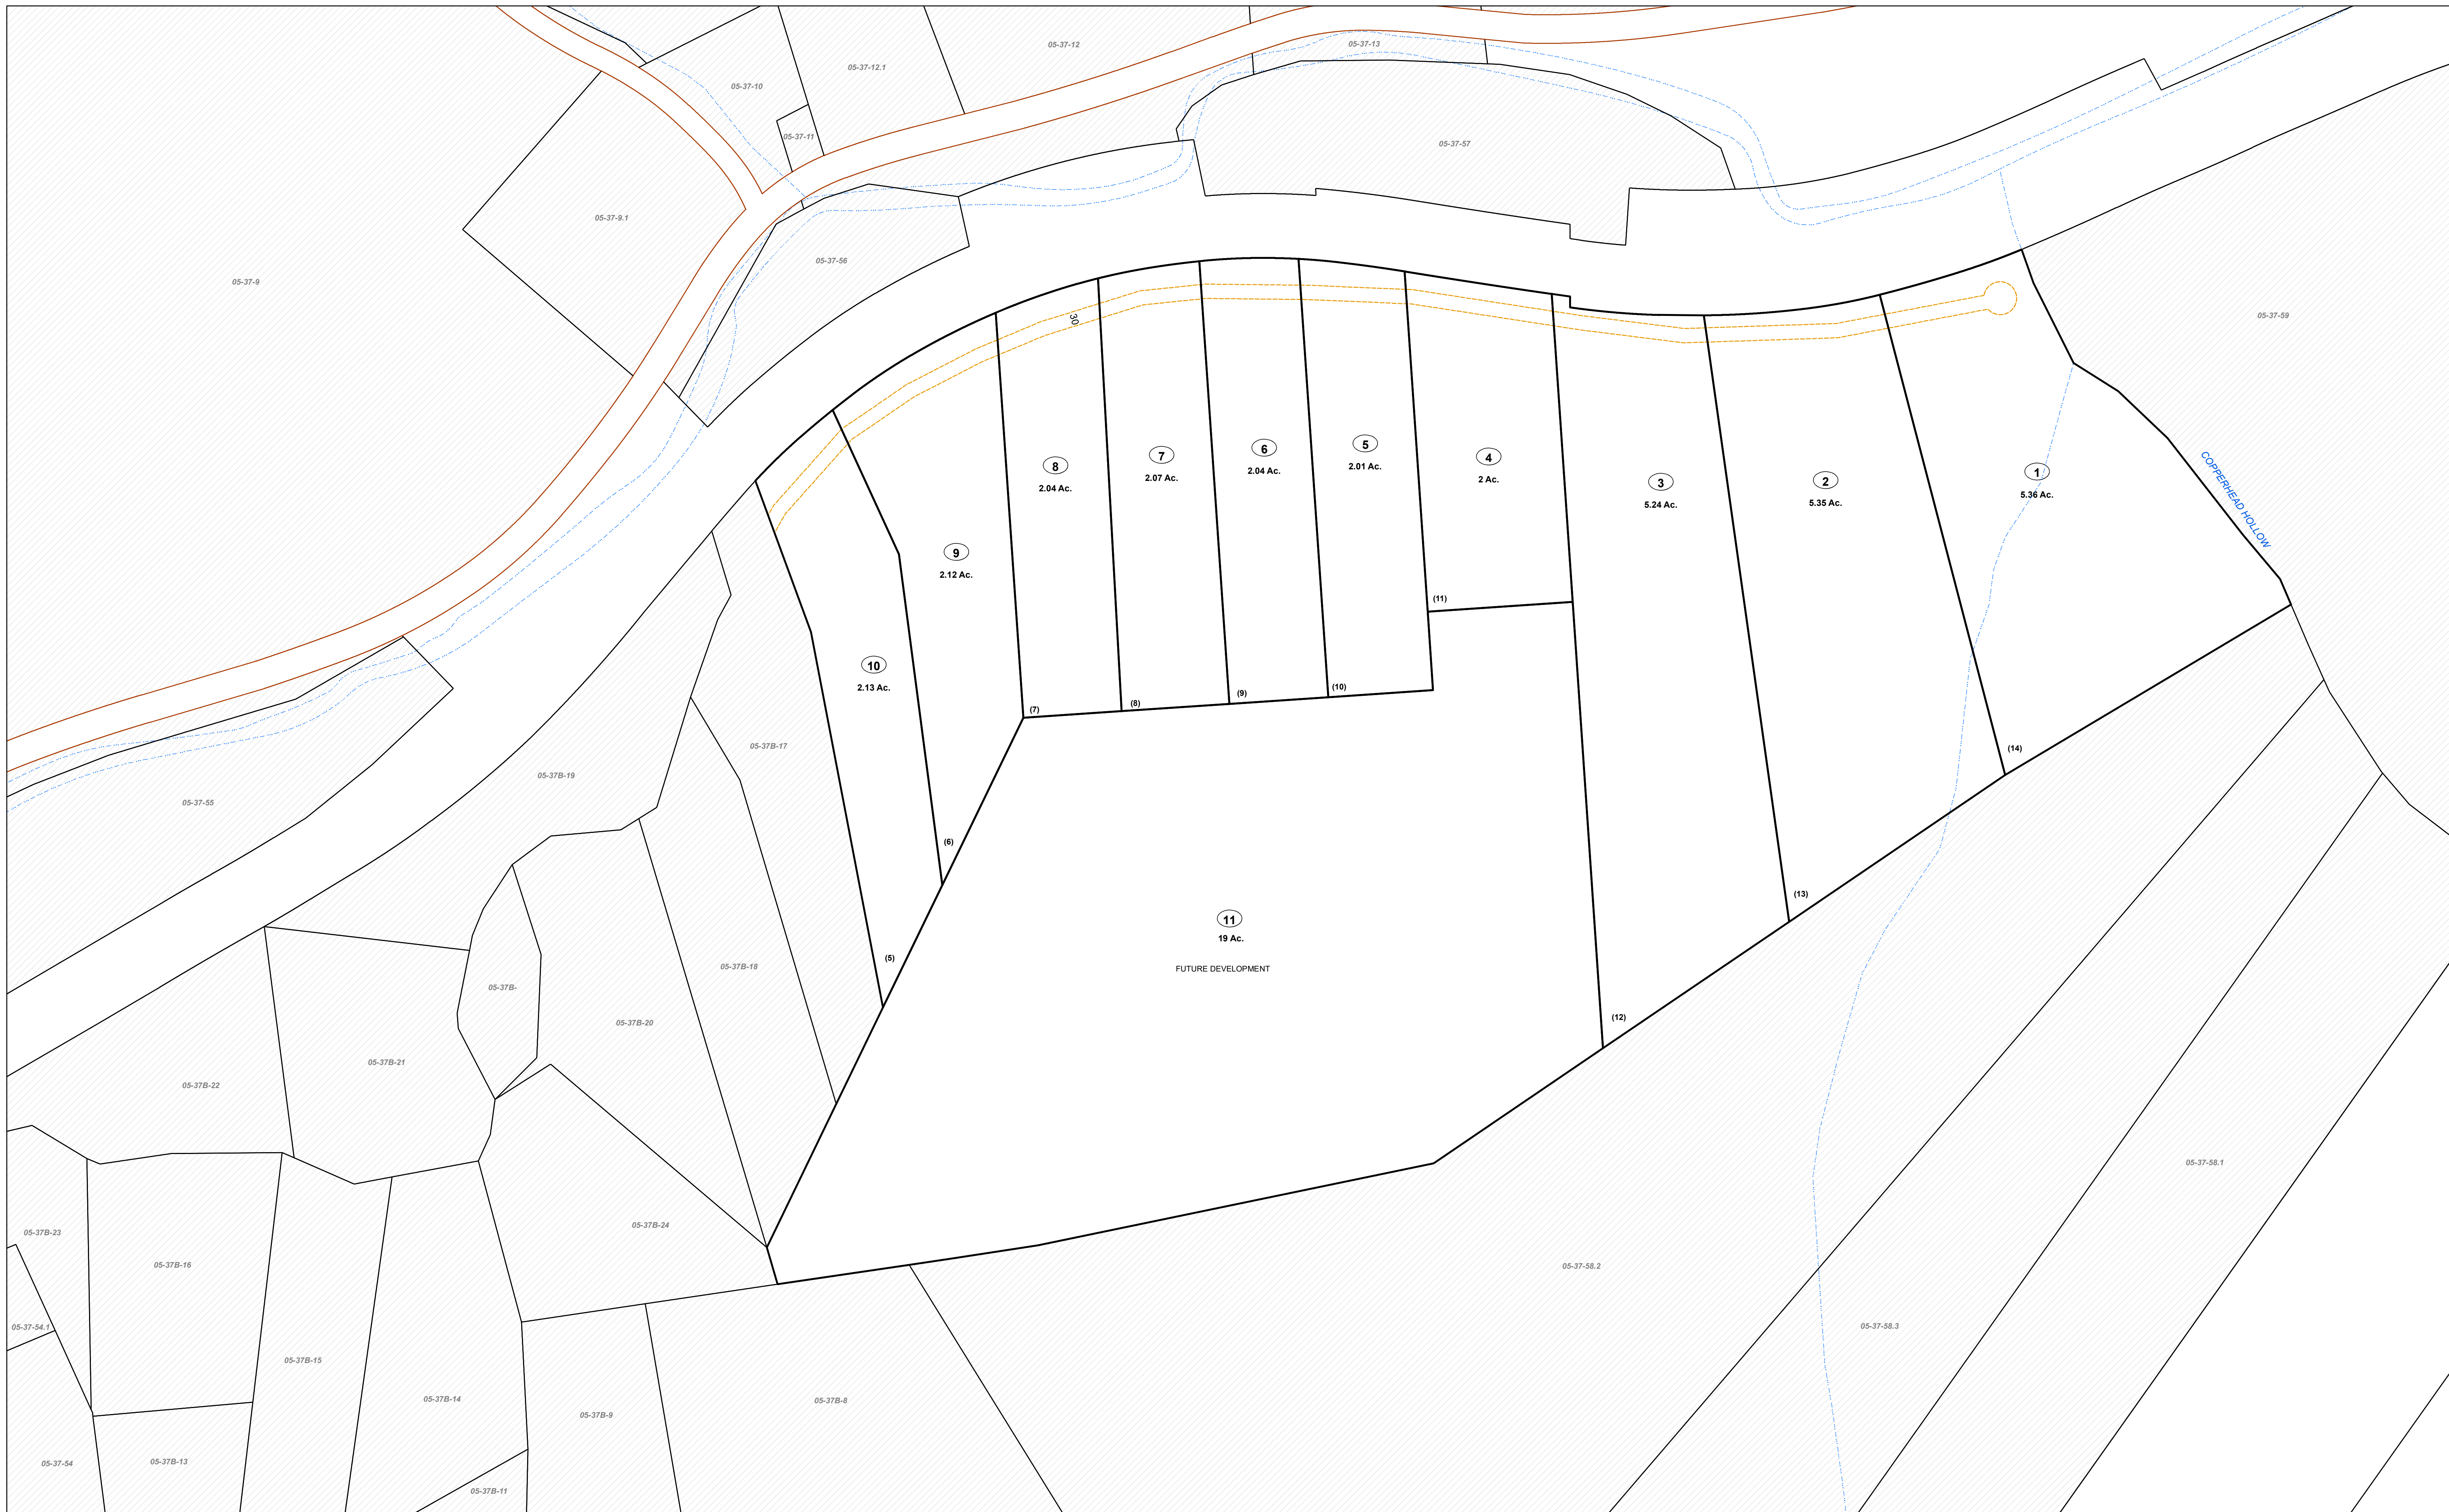 05-37-12
05-37-13
05-37-12.1
05-37-10
05-37-11
05-37-57
05-37-9.1
05-37-56
05-37-9
05-37-59
30
8
2.04 Ac.
7
2.07 Ac.
6
2.04 Ac.
5
2.01 Ac.
4
2 Ac.
3
5.24 Ac.
2
5.35 Ac.
1
5.36 Ac.
COPPERHEAD HOLLOW
9
2.12 Ac.
(11)
10
2.13 Ac.
(7)
(8)
(9)
(10)
(14)
05-37B-17
05-37B-19
05-37-55
(6)
(13)
11
19 Ac.
FUTURE DEVELOPMENT
(5)
05-37B-18
05-37B-
05-37B-20
(12)
05-37B-21
05-37B-22
05-37-58.1
05-37B-24
05-37B-23
05-37B-16
05-37-58.2
05-37-54.1
05-37-58.3
05-37B-15
05-37B-14
05-37B-8
05-37B-9
05-37-54
05-37B-13
05-37B-11